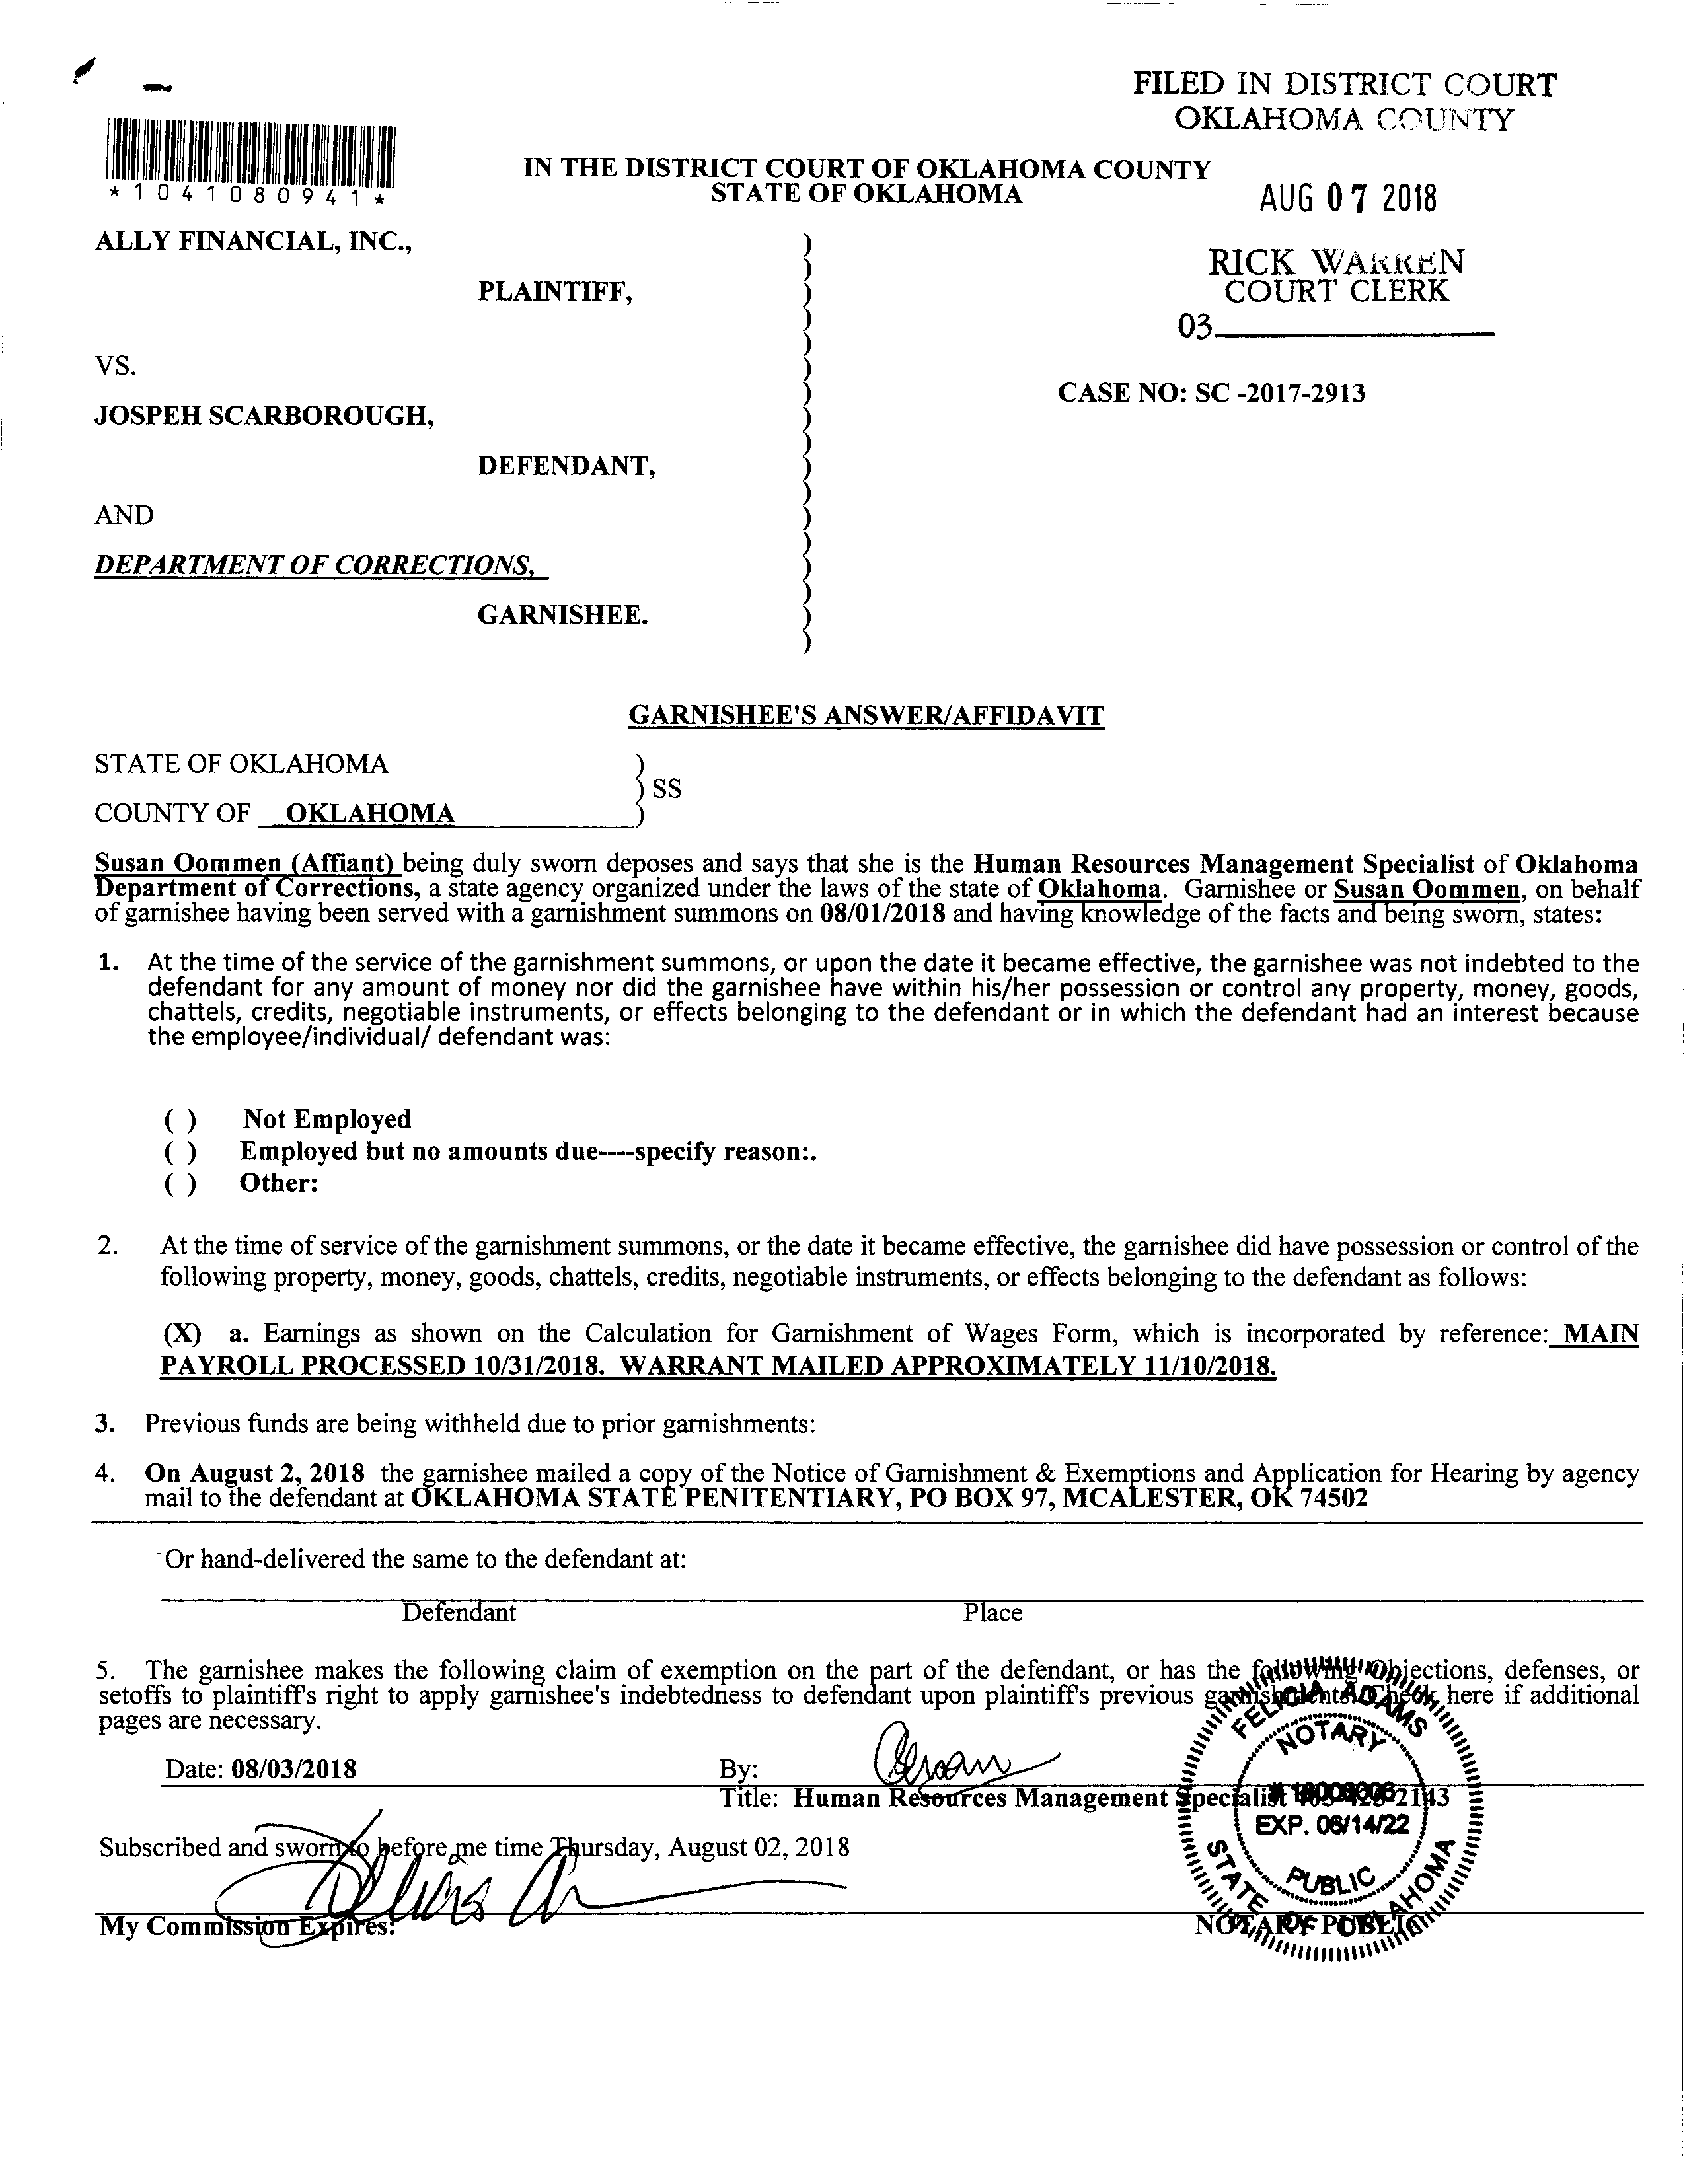 FILED IN DISTRICT COURT
OKLAHOMA COUNTY
*1041080941*
IN THE DISTRICT COURT OF OKLAHOMA COUNTY
STATE OF OKLAHOMA
AUG 07 2018
ALLY FINANCIAL, INC.,
RICK WARREN
COURT CLERK
PLAINTIFF,
03
VS.
CASE NO: SC -2017-2913
JOSPEH SCARBOROUGH,
DEFENDANT,
AND
DEPARTMENT OF CORRECTIONS,
GARNISHEE.
GARNISHEE'S ANSWER/AFFIDAVIT
STATE OF OKLAHOMA
SS
COUNTY OF OKLAHOMA
Susan Oommen (Affiant) being duly sworn deposes and says that she is the Human Resources Management Specialist of Oklahoma
Department of Corrections, a state agency organized under the laws of the state of Oklahoma. Garnishee or Susan Oommen, on behalf
of garnishee having been served with a garnishment summons on 08/01/2018 and having knowledge of the facts and being sworn, states:
1. At the time of the service of the garnishment summons, or upon the date it became effective, the garnishee was not indebted to the
defendant for any amount of money nor did the garnishee have within his/her possession or control any property, money, goods,
chattels, credits, negotiable instruments, or effects belonging to the defendant or in which the defendant had an interest because
the employee/individual/ defendant was:
( ) Not Employed
( ) Employed but no amounts due----specify reason:.
( ) Other:
2. At the time of service of the garnishment summons, or the date it became effective, the garnishee did have possession or control of the
following property, money, goods, chattels, credits, negotiable instruments, or effects belonging to the defendant as follows:
(X) a. Earnings as shown on the Calculation for Garnishment of Wages Form, which is incorporated by reference: MAIN
PAYROLL PROCESSED 10/31/2018. WARRANT MAILED APPROXIMATELY 11/10/2018.
3. Previous funds are being withheld due to prior garnishments:
4. On August 2, 2018 the garnishee mailed a copy of the Notice of Garnishment & Exemptions and Application for Hearing by agency
mail to the defendant at OKLAHOMA STATE PENITENTIARY, PO BOX 97, MCALESTER, OK 74502
Or hand-delivered the same to the defendant at:
Defendant Place
5. The garnishee makes the following claim of exemption on the part of the defendant, or has the following Objections, defenses, or
setoffs to plaintiff's right to apply garnishee's indebtedness to defendant upon plaintiff's previous garnishments. Check here if additional
pages are necessary.
Date: 08/03/2018 By:
Title: Human Resources Management Specialist 2143
Subscribed and sworn to before me time Thursday, August 02, 2018
My Commission Expires: NOTARY PUBLIC
FELICIA ADAMS
NOTARY
EXP. 06/14/22
PUBLIC
STATE OF OKLAHOMA